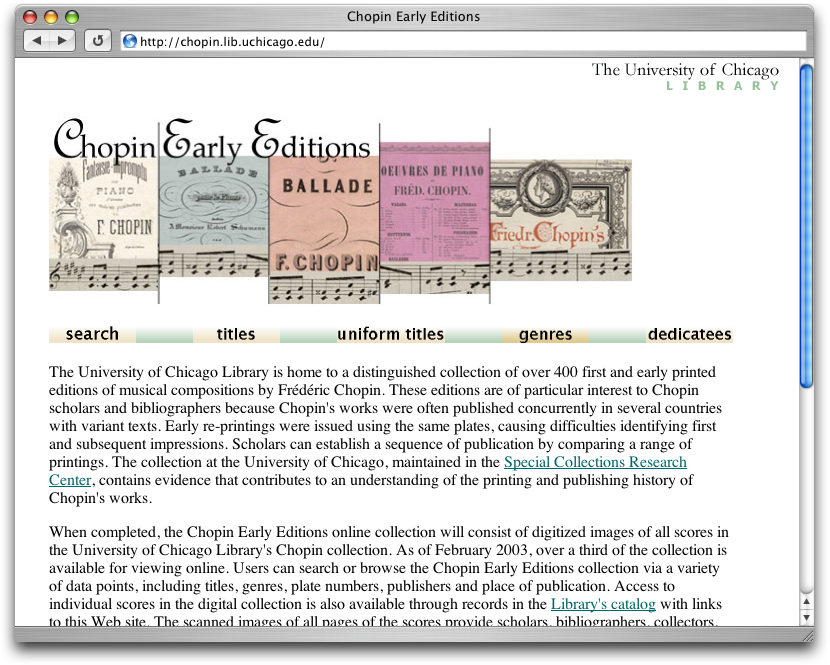 Chopin Early Editions
http://chopin.lib.uchicago.edu/
The University of Chicago
LIBRARY
Chopin Early Editions
Fantaisie-Impromptu
PIANO
F. CHOPIN
BALLADE
A Monsieur Robert Schumann
BALLADE
F. CHOPIN
OEUVRES DE PIANO
FRÉD. CHOPIN.
Friedr. Chopin's
search titles uniform titles genres dedicatees
The University of Chicago Library is home to a distinguished collection of over 400 first and early printed
editions of musical compositions by Frédéric Chopin. These editions are of particular interest to Chopin
scholars and bibliographers because Chopin's works were often published concurrently in several countries
with variant texts. Early re-printings were issued using the same plates, causing difficulties identifying first
and subsequent impressions. Scholars can establish a sequence of publication by comparing a range of
printings. The collection at the University of Chicago, maintained in the Special Collections Research
Center, contains evidence that contributes to an understanding of the printing and publishing history of
Chopin's works.
When completed, the Chopin Early Editions online collection will consist of digitized images of all scores in
the University of Chicago Library's Chopin collection. As of February 2003, over a third of the collection is
available for viewing online. Users can search or browse the Chopin Early Editions collection via a variety
of data points, including titles, genres, plate numbers, publishers and place of publication. Access to
individual scores in the digital collection is also available through records in the Library's catalog with links
to this Web site. The scanned images of all pages of the scores provide scholars, bibliographers, collectors,